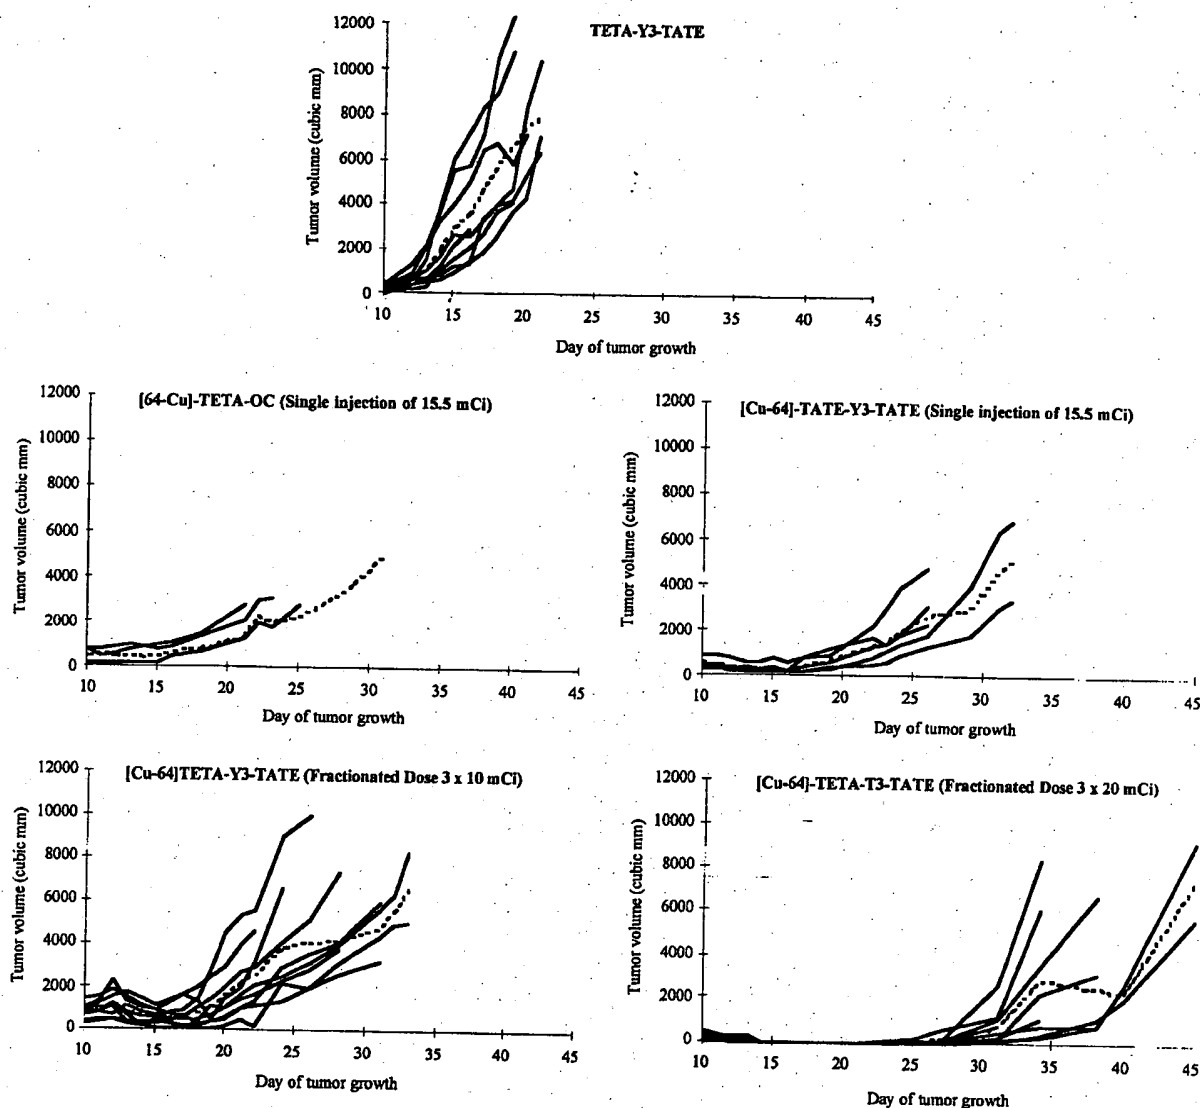 TETA-Y3-TATE
12000
10000
8000
6000
4000
2000
0
Tumor volume (cubic mm)
10 15 20 25 30 35 40 45
Day of tumor growth
[64-Cu]-TETA-OC (Single injection of 15.5 mCi)
12000
10000
8000
6000
4000
2000
0
Tumor volume (cubic mm)
10 15 20 25 30 35 40 45
Day of tumor growth
[Cu-64]-TATE-Y3-TATE (Single injection of 15.5 mCi)
12000
10000
8000
6000
4000
2000
0
Tumor volume (cubic mm)
10 15 20 25 30 35 40 45
Day of tumor growth
[Cu-64]TETA-Y3-TATE (Fractionated Dose 3 x 10 mCi)
12000
10000
8000
6000
4000
2000
0
Tumor volume (cubic mm)
10 15 20 25 30 35 40 45
Day of tumor growth
[Cu-64]-TETA-T3-TATE (Fractionated Dose 3 x 20 mCi)
12000
10000
8000
6000
4000
2000
0
Tumor volume (cubic mm)
10 15 20 25 30 35 40 45
Day of tumor growth